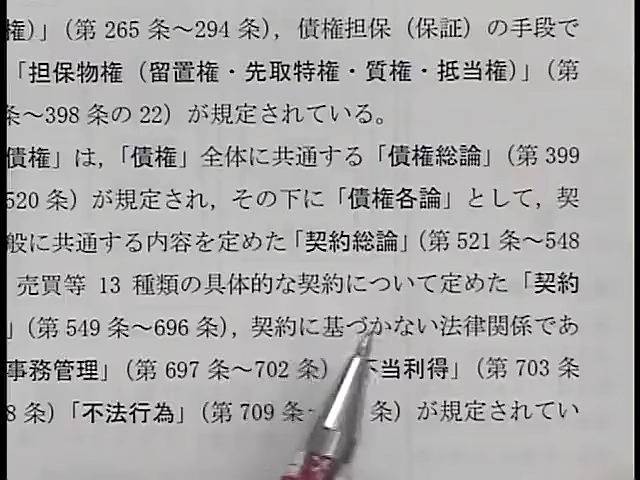 権)」(第 265 条〜294 条), 債権担保（保証）の手段で
「担保物権（留置権・先取特権・質権・抵当権)」(第
条〜398 条の 22）が規定されている。
債権」は,「債権」全体に共通する「債権総論」(第 399
520 条）が規定され, その下に「債権各論」として, 契
般に共通する内容を定めた「契約総論」(第 521 条〜548
売買等 13 種類の具体的な契約について定めた「契約
」(第 549 条〜696 条), 契約に基づかない法律関係であ
事務管理」(第 697 条〜702 条) 当利得」(第 703 条
8 条)「不法行為」(第 709 条 条）が規定されてい